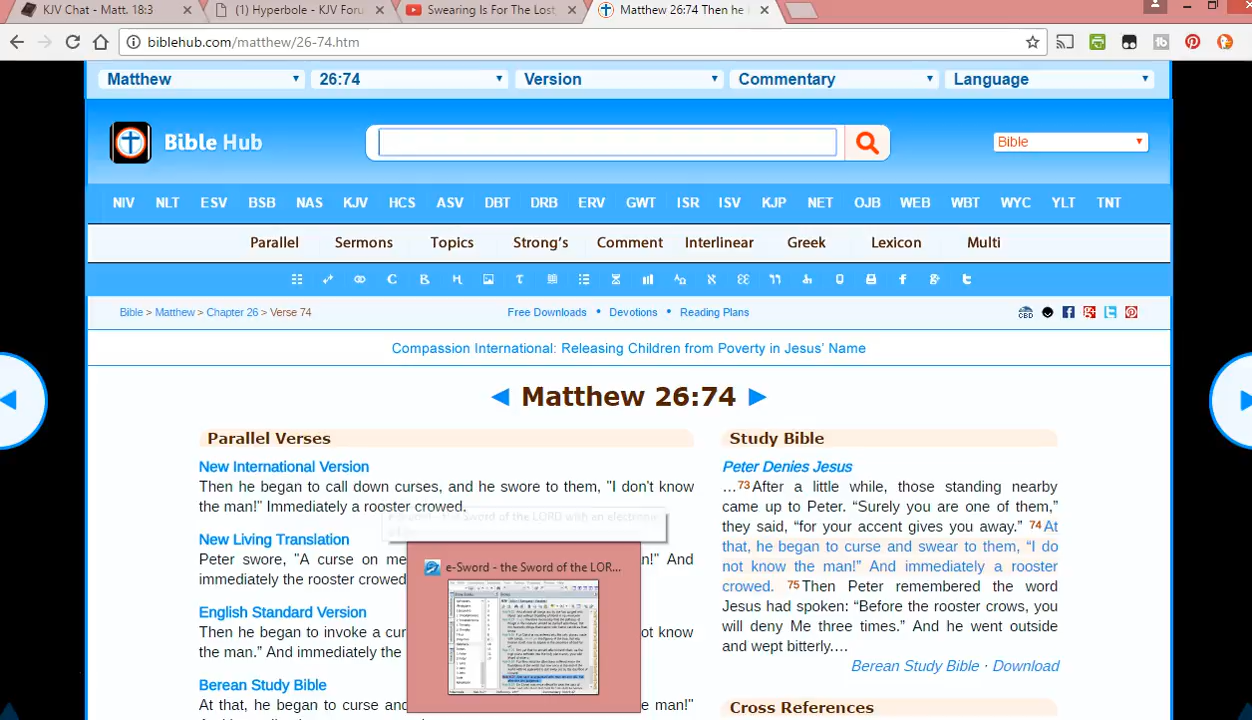 KJV Chat - Matt. 18:3
(1) Hyperbole - KJV Foru
Swearing Is For The Lost
Matthew 26:74 Then he
biblehub.com/matthew/26-74.htm
Matthew
26:74
Version
Commentary
Language
Bible Hub
Bible
NIV NLT ESV BSB NAS KJV HCS ASV DBT DRB ERV GWT ISR ISV KJP NET OJB WEB WBT WYC YLT TNT
Parallel Sermons Topics Strong's Comment Interlinear Greek Lexicon Multi
Bible > Matthew > Chapter 26 > Verse 74
Free Downloads • Devotions • Reading Plans
CBD
Compassion International: Releasing Children from Poverty in Jesus' Name
Matthew 26:74
Parallel Verses
New International Version
Then he began to call down curses, and he swore to them, "I don't know
the man!" Immediately a rooster crowed.
New Living Translation
Peter swore, "A curse on me
an!" And
immediately the rooster crowed
English Standard Version
Then he began to invoke a cur
ot know
the man." And immediately the
Berean Study Bible
At that, he began to curse and
e man!"
e-Sword - the Sword of the LOR...
Study Bible
Peter Denies Jesus
…73After a little while, those standing nearby
came up to Peter. “Surely you are one of them,”
they said, “for your accent gives you away.” 74At
that, he began to curse and swear to them, “I do
not know the man!” And immediately a rooster
crowed. 75Then Peter remembered the word
Jesus had spoken: “Before the rooster crows, you
will deny Me three times.” And he went outside
and wept bitterly.…
Berean Study Bible · Download
Cross References